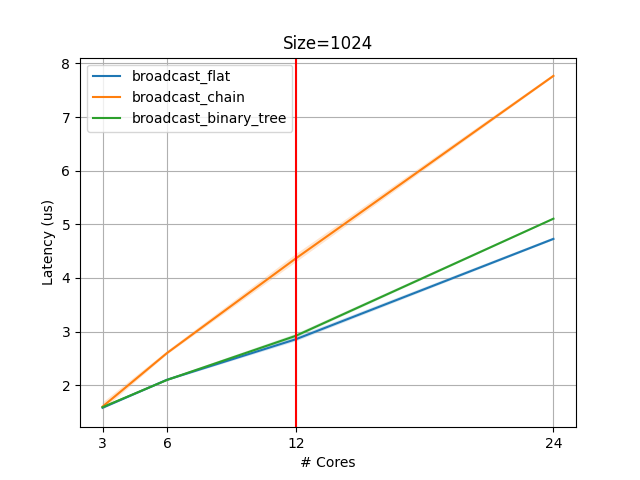 Size=1024
broadcast_flat
broadcast_chain
broadcast_binary_tree
Latency (us)
8
7
6
5
4
3
2
3
6
12
24
# Cores